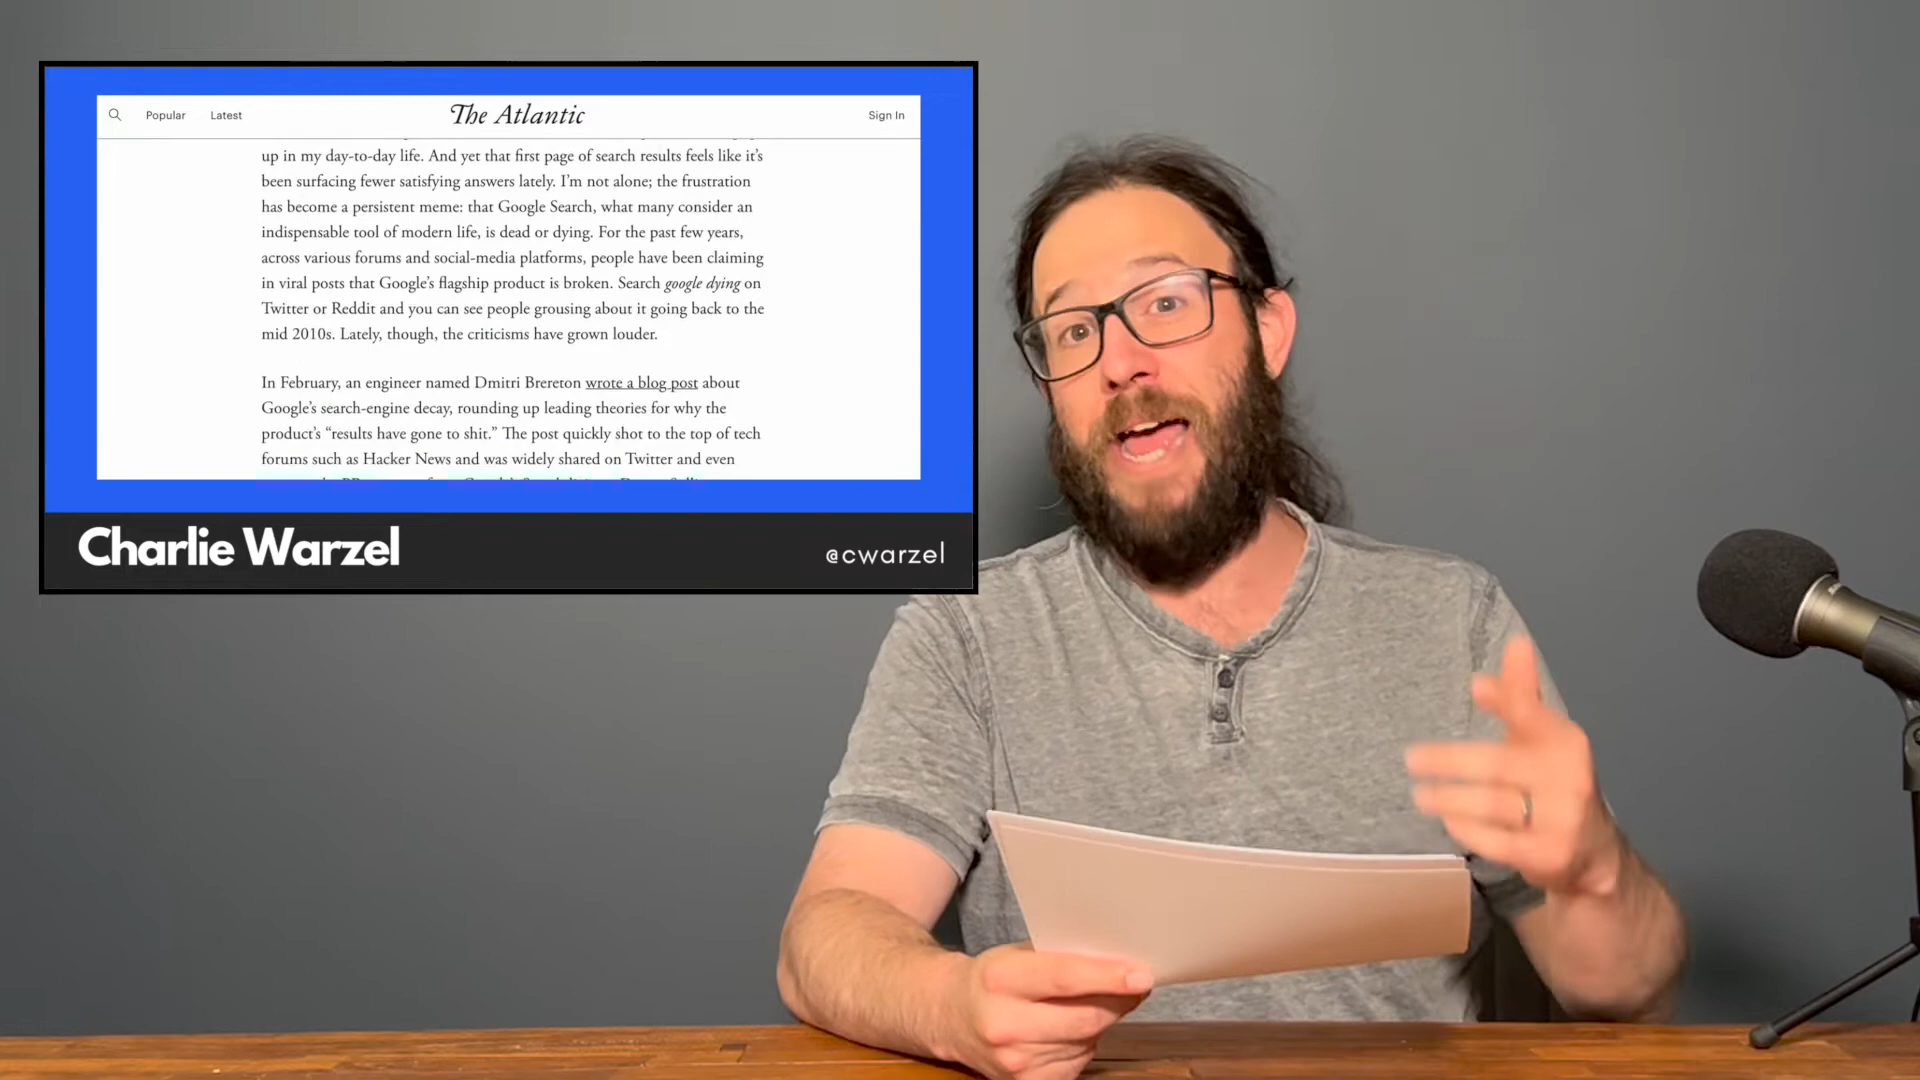 Popular Latest The Atlantic Sign In
up in my day-to-day life. And yet that first page of search results feels like it's
been surfacing fewer satisfying answers lately. I'm not alone; the frustration
has become a persistent meme: that Google Search, what many consider an
indispensable tool of modern life, is dead or dying. For the past few years,
across various forums and social-media platforms, people have been claiming
in viral posts that Google's flagship product is broken. Search google dying on
Twitter or Reddit and you can see people grousing about it going back to the
mid 2010s. Lately, though, the criticisms have grown louder.
In February, an engineer named Dmitri Brereton wrote a blog post about
Google's search-engine decay, rounding up leading theories for why the
product's “results have gone to shit.” The post quickly shot to the top of tech
forums such as Hacker News and was widely shared on Twitter and even
Charlie Warzel
@cwarzel